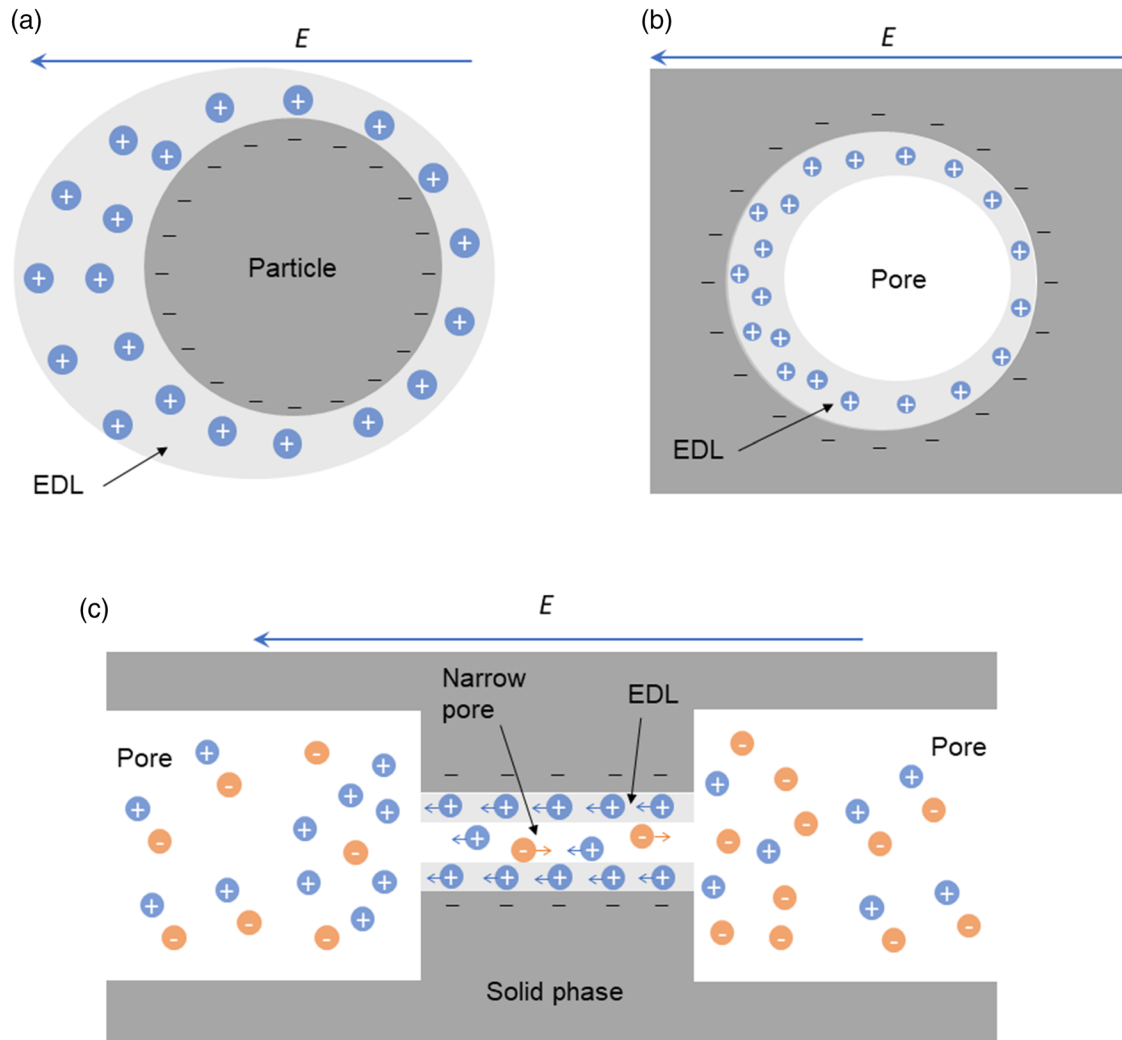 (a)
E
Particle
EDL
(b)
E
Pore
EDL
(c)
E
Narrow
pore
EDL
Pore
Pore
Solid phase